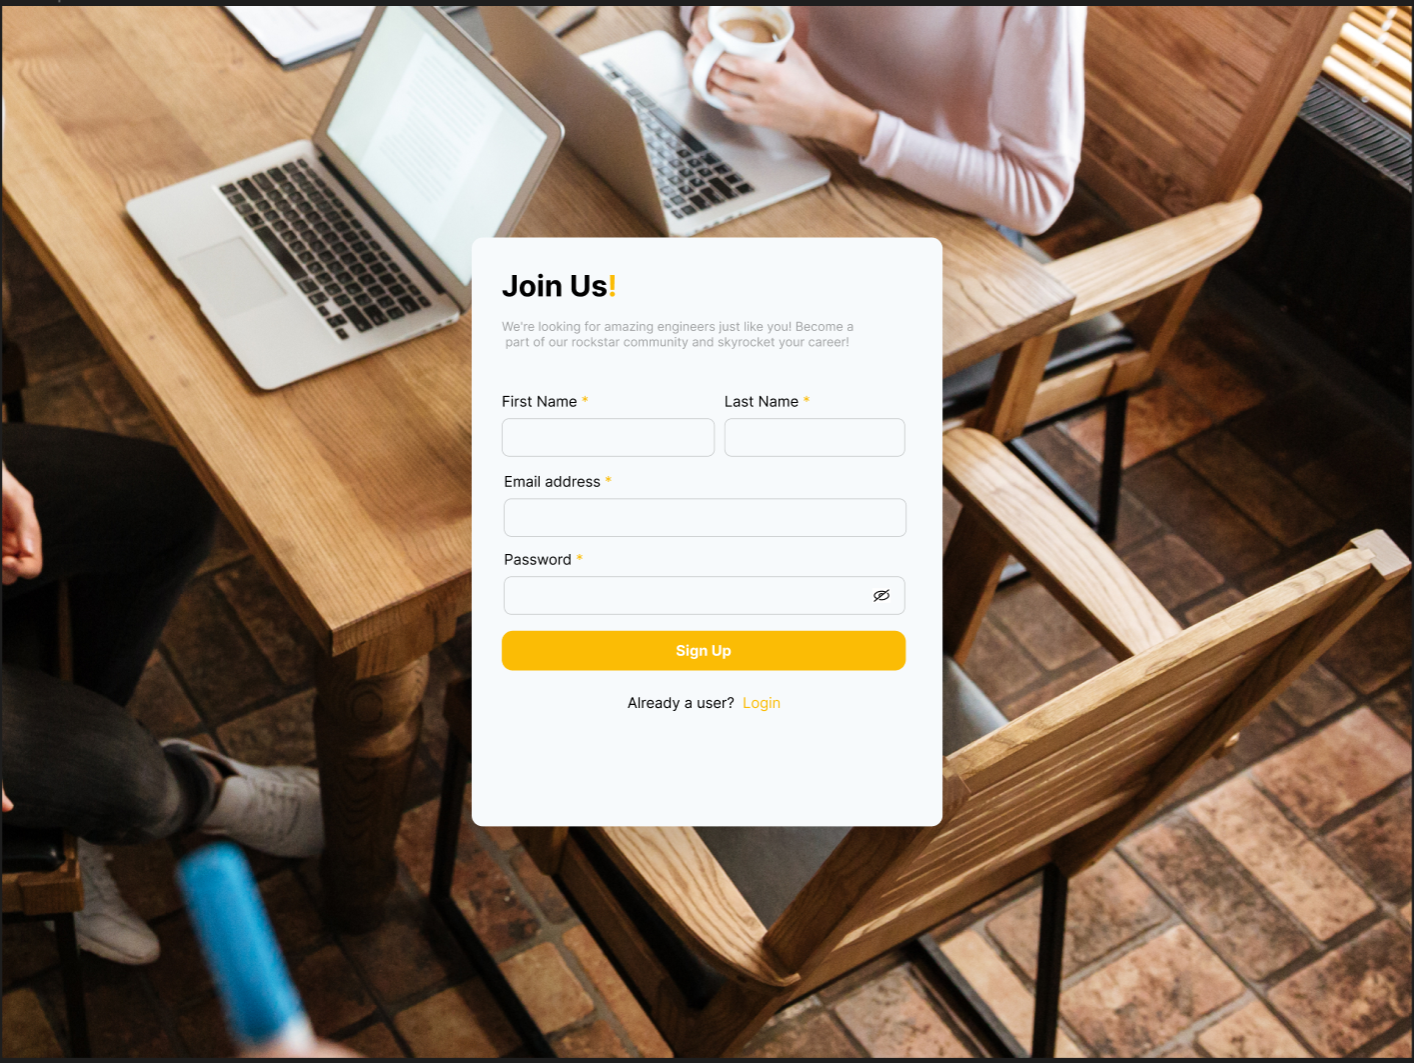 Join Us!
We're looking for amazing engineers just like you! Become a
part of our rockstar community and skyrocket your career!
First Name * Last Name *
Email address *
Password *
Sign Up
Already a user? Login